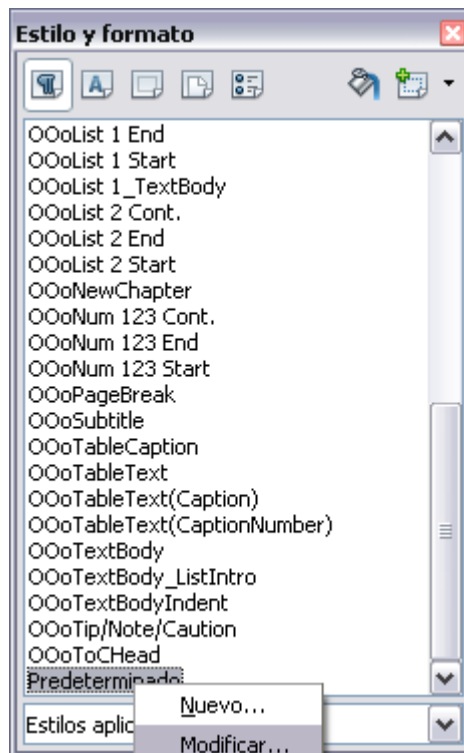 Estilo y formato
OOoList 1 End
OOoList 1 Start
OOoList 1_TextBody
OOoList 2 Cont.
OOoList 2 End
OOoList 2 Start
OOoNewChapter
OOoNum 123 Cont.
OOoNum 123 End
OOoNum 123 Start
OOoPageBreak
OOoSubtitle
OOoTableCaption
OOoTableText
OOoTableText(Caption)
OOoTableText(CaptionNumber)
OOoTextBody
OOoTextBody_ListIntro
OOoTextBodyIndent
OOoTip/Note/Caution
OOoToCHead
Predeterminado
Nuevo...
Estilos aplic
Modificar...